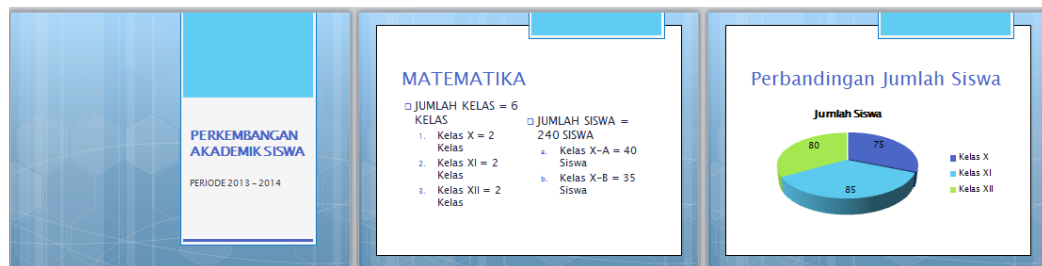 PERKEMBANGAN
AKADEMIK SISWA
PERIODE 2013 – 2014
MATEMATIKA
JUMLAH KELAS = 6
KELAS
1. Kelas X = 2
Kelas
2. Kelas XI = 2
Kelas
3. Kelas XII = 2
Kelas
JUMLAH SISWA =
240 SISWA
a. Kelas X-A = 40
Siswa
b. Kelas X-B = 35
Siswa
Perbandingan Jumlah Siswa
Jumlah Siswa
80
75
85
Kelas X
Kelas XI
Kelas XII